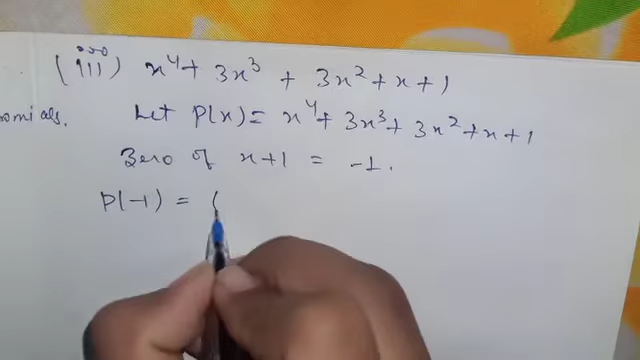 (iii) x⁴ + 3x³ + 3x² + x + 1
omials. Let P(x) = x⁴ + 3x³ + 3x² + x + 1
Zero of x+1 = -1.
P(-1) = (